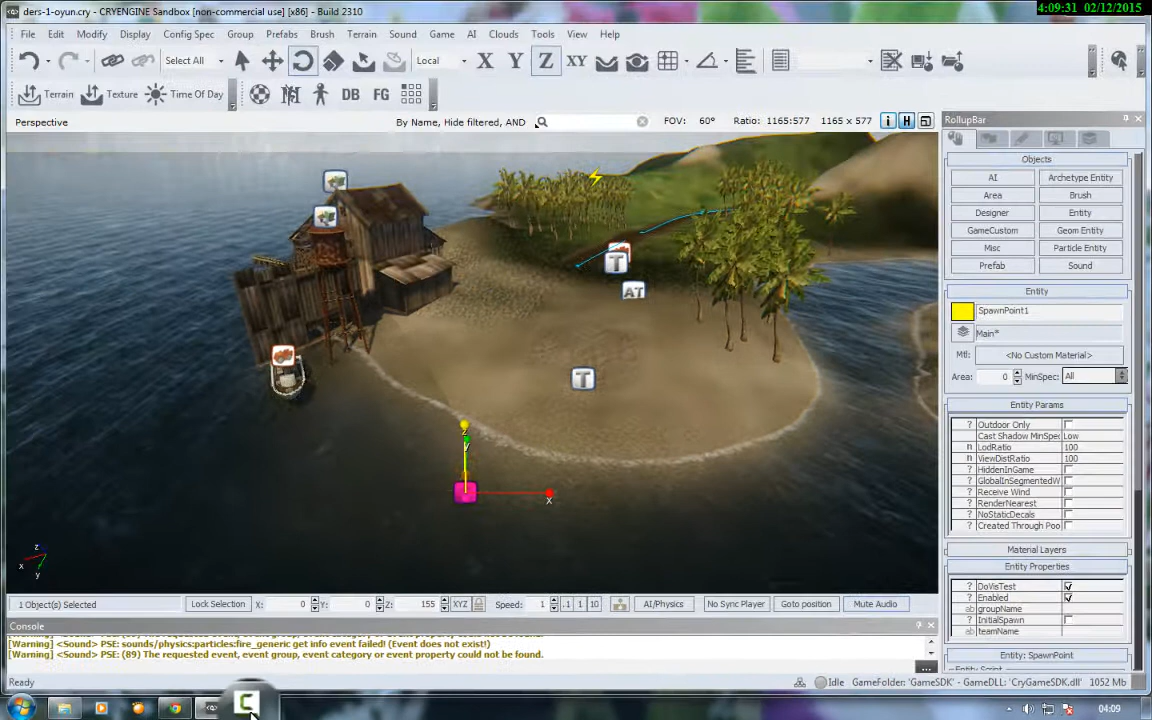 ders-1-oyun.cry - CRYENGINE Sandbox [non-commercial use] [x86] - Build 2310
4:09:31 02/12/2015
File Edit Modify Display Config Spec Group Prefabs Brush Terrain Sound Game AI Clouds Tools View Help
Select All Local X Y Z XY
Terrain Texture Time Of Day DB FG
Perspective By Name, Hide filtered, AND FOV: 60° Ratio: 1165:577 1165 x 577 i H
RollupBar
Objects
AI Archetype Entity
Area Brush
Designer Entity
GameCustom Geom Entity
Misc Particle Entity
Prefab Sound
Entity
SpawnPoint1
Main*
Mtl: <No Custom Material>
Area: 0 MinSpec: All
Entity Params
? Outdoor Only
? Cast Shadow MinSpec Low
n LodRatio 100
n ViewDistRatio 100
? HiddenInGame
? GlobalInSegmentedW
? Receive Wind
? RenderNearest
? NoStaticDecals
? Created Through Poo
Material Layers
Entity Properties
? DoVisTest
? Enabled
ab groupName
? InitialSpawn
ab teamName
Entity: SpawnPoint
Entity Script
T
AT
T
z
y
x
z
x
y
1 Object(s) Selected Lock Selection X: 0 Y: 0 Z: 155 XYZ Speed: 1 .1 1 10 AI/Physics No Sync Player Goto position Mute Audio
Console
[Warning] <Sound> PSE: sounds/physics:particles:fire_generic get info event failed! (Event does not exist!)
[Warning] <Sound> PSE: (89) The requested event, event group, event category or event property could not be found.
...
Ready Idle GameFolder: 'GameSDK' - GameDLL: 'CryGameSDK.dll' 1052 Mb
04:09